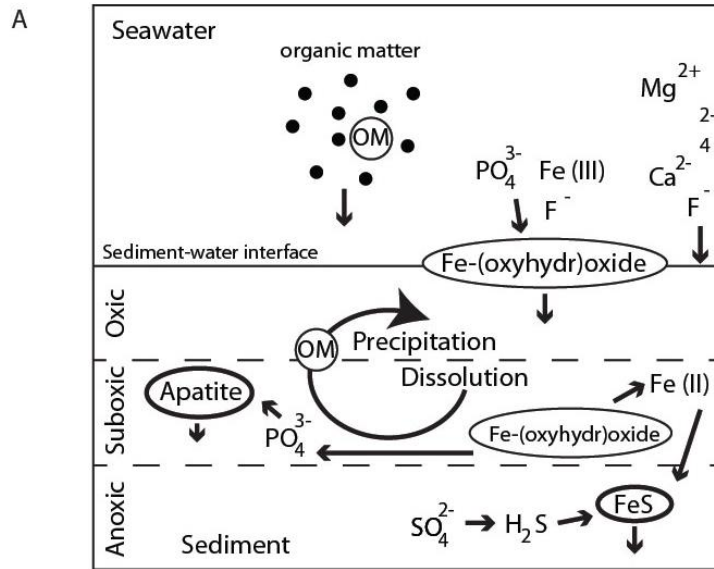 A
Seawater
organic matter
OM
Mg2+
2-
4
PO43- Fe (III)
F-
Ca2-
F-
Sediment-water interface
Fe-(oxyhydr)oxide
Oxic
OM
Precipitation
Suboxic
Dissolution
Apatite
Fe (II)
PO43-
Fe-(oxyhydr)oxide
Anoxic
FeS
SO42-
H2S
Sediment